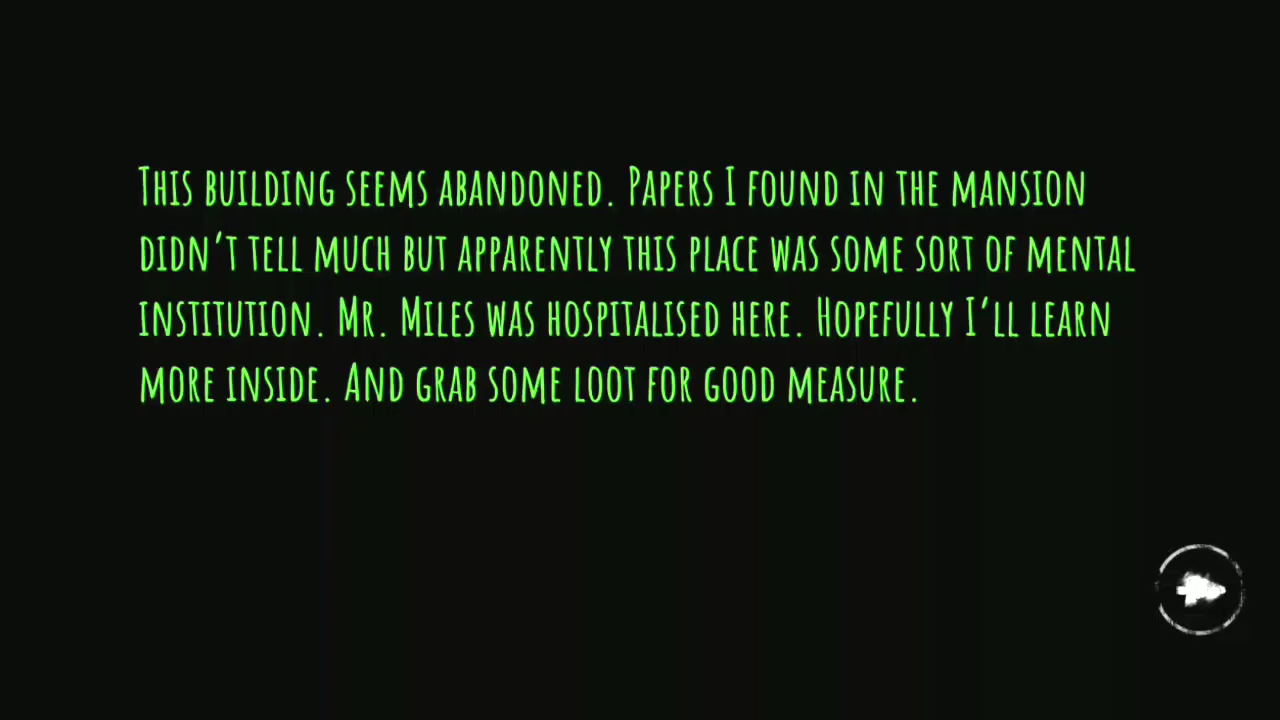 This building seems abandoned. Papers I found in the mansion
didn't tell much but apparently this place was some sort of mental
institution. Mr. Miles was hospitalised here. Hopefully I'll learn
more inside. And grab some loot for good measure.